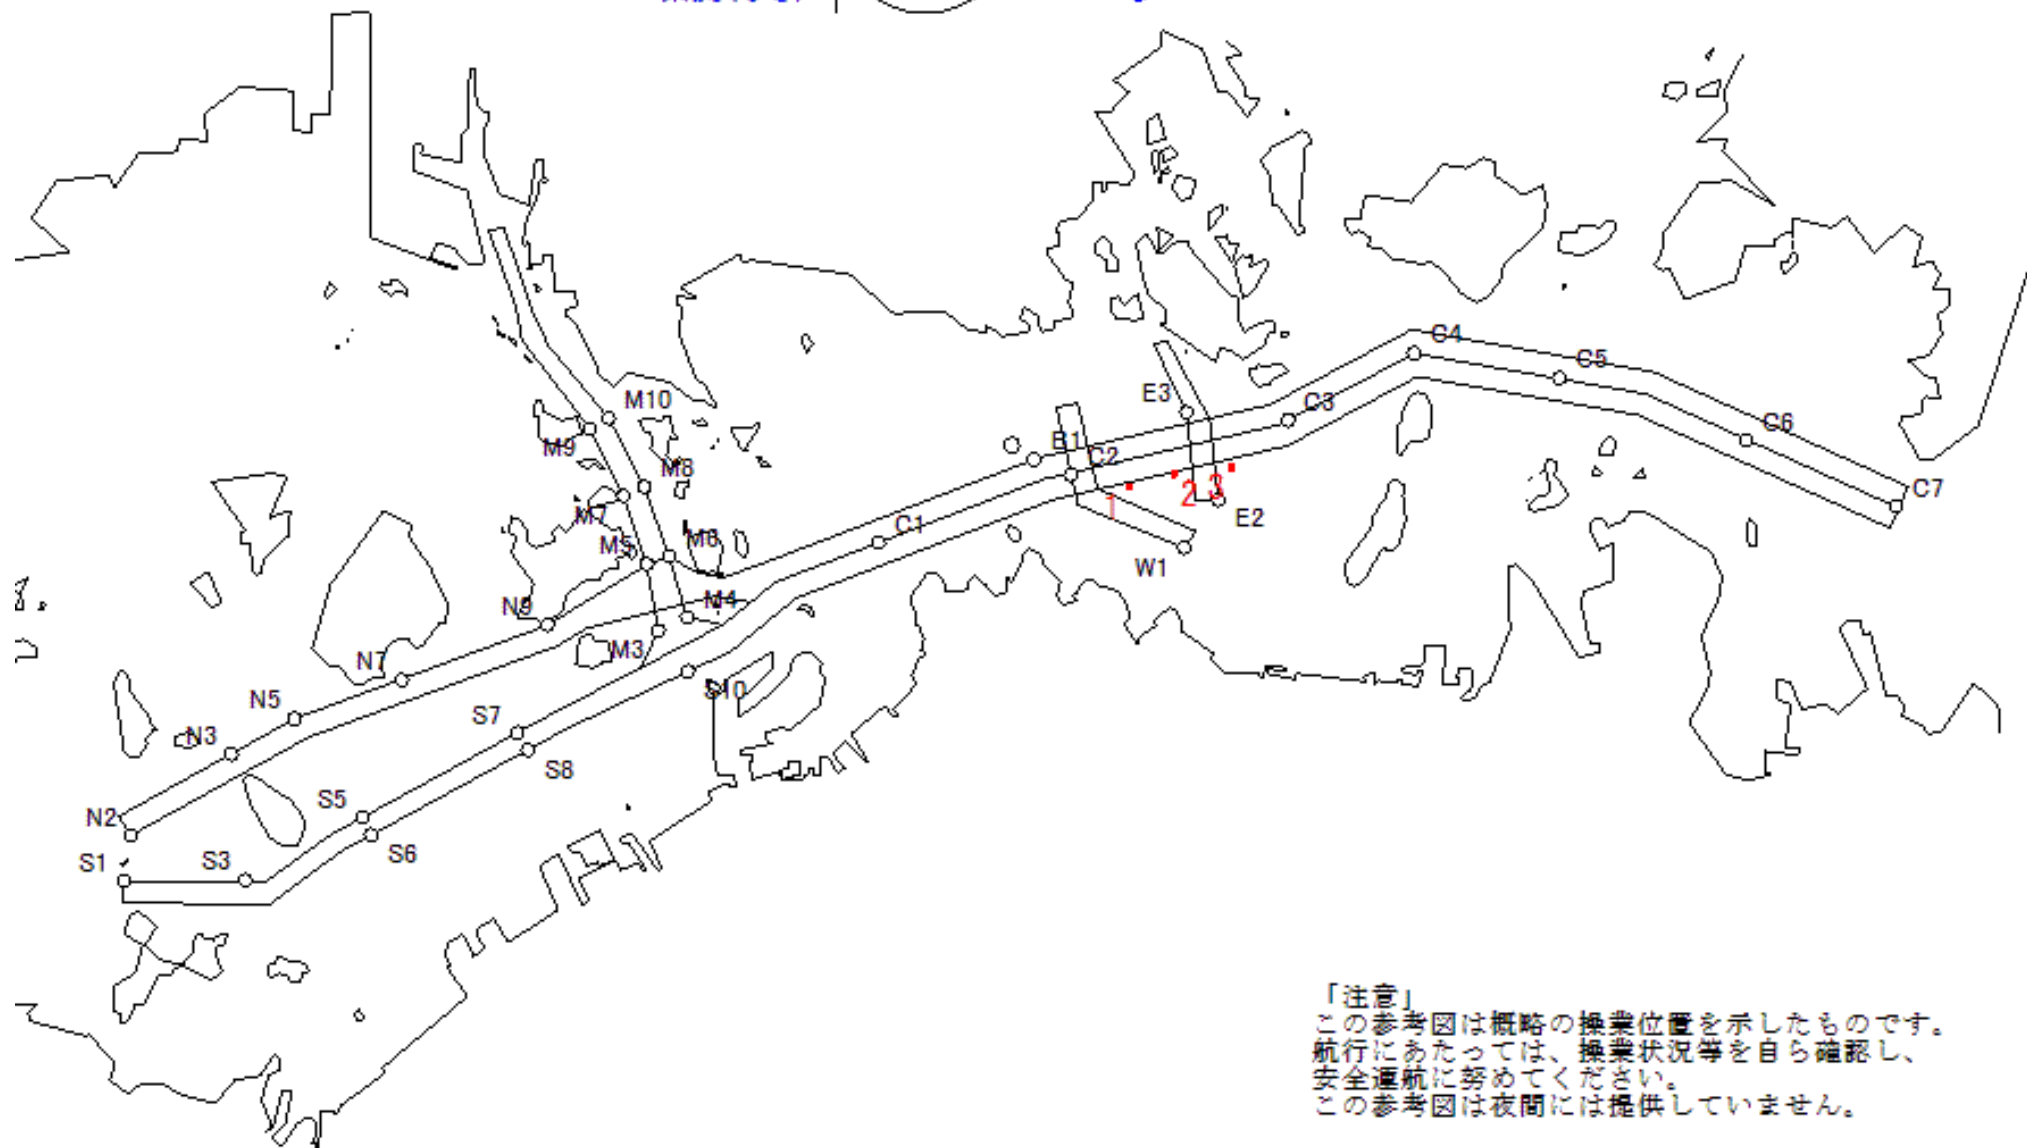 C4
C5
M10
E3
C3
C6
M9
B1
C2
M8
C7
M7
1
2
3
E2
C1
M5
M6
W1
N9
M4
M3
N7
S10
N5
S7
N3
S8
S5
N2
S6
S1
S3
「注意」
この参考図は概略の操業位置を示したものです。
航行にあたっては、操業状況等を自ら確認し、
安全運航に努めてください。
この参考図は夜間には提供していません。